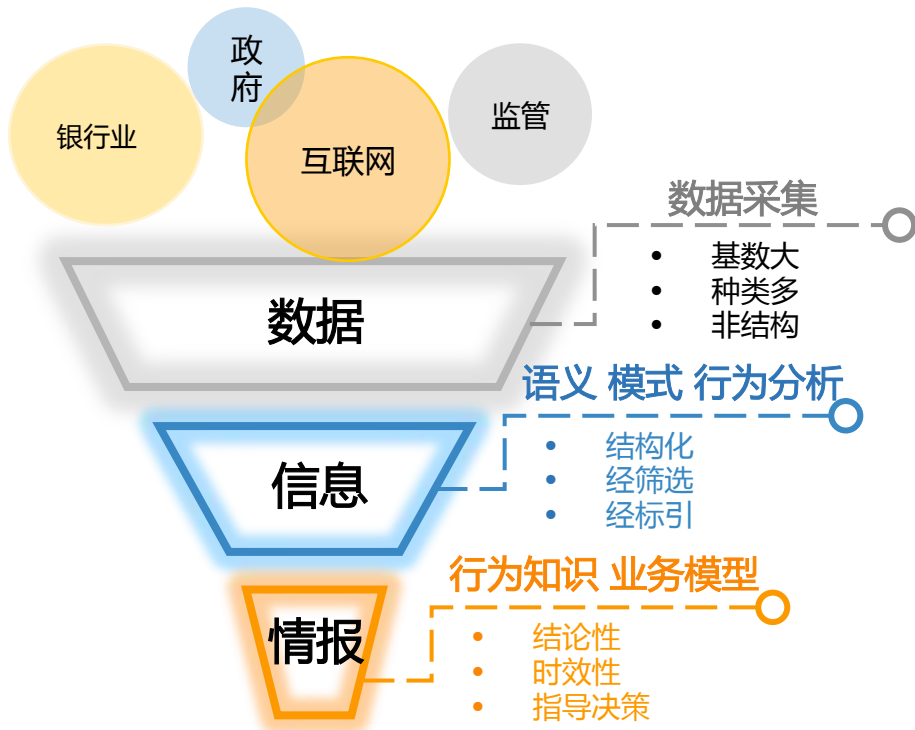 政
府
银行业
互联网
监管
数据采集
• 基数大
• 种类多
• 非结构
数据
语义 模式 行为分析
• 结构化
• 经筛选
• 经标引
信息
行为知识 业务模型
• 结论性
• 时效性
• 指导决策
情报